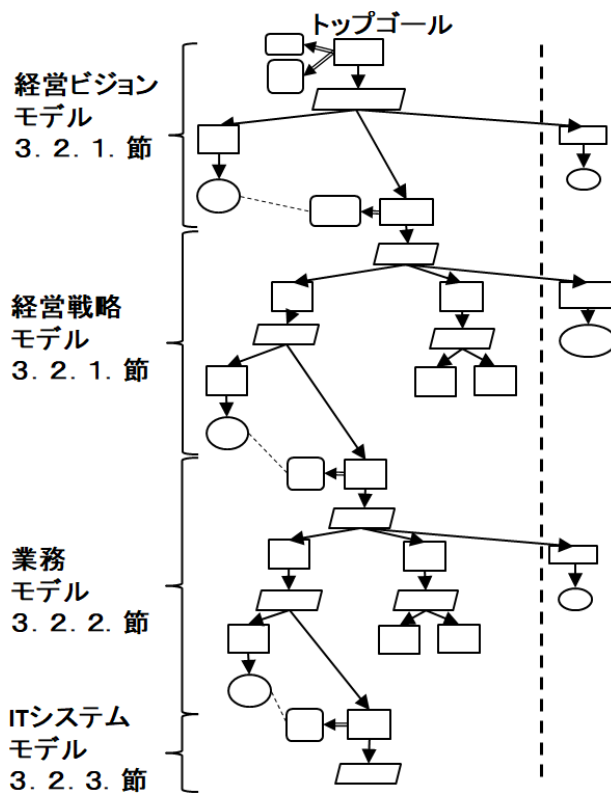 トップゴール
経営ビジョン
モデル
３．２．１．節
経営戦略
モデル
３．２．１．節
業務
モデル
３．２．２．節
ITシステム
モデル
３．２．３．節